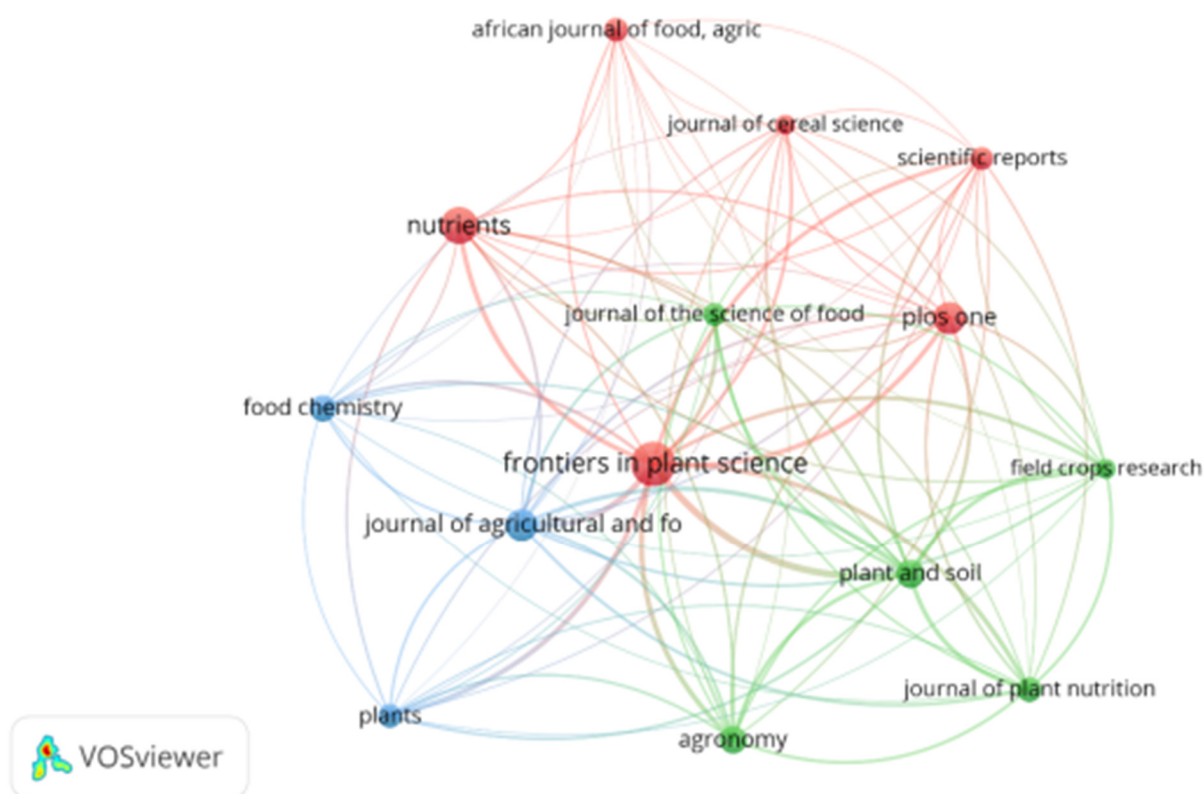 african journal of food, agric
journal of cereal science
scientific reports
nutrients
journal of the science of food
plos one
food chemistry
frontiers in plant science
field crops research
journal of agricultural and fo
plant and soil
journal of plant nutrition
plants
agronomy
VOSviewer